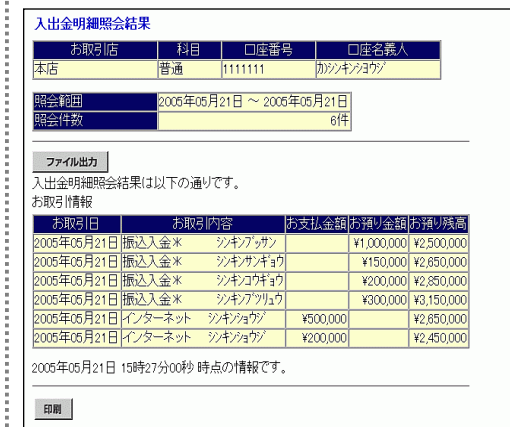 入出金明細照会結果
お取引店 科目 口座番号 口座名義人
本店 普通 1111111 カ)シンキンシヨウジ
照会範囲 2005年05月21日 ～ 2005年05月21日
照会件数 6件
ファイル出力
入出金明細照会結果は以下の通りです。
お取引情報
お取引日 お取引内容 お支払金額 お預り金額 お預り残高
2005年05月21日 振込入金＊ シンキンブッサン ¥1,000,000 ¥2,500,000
2005年05月21日 振込入金＊ シンキンサンギョウ ¥150,000 ¥2,650,000
2005年05月21日 振込入金＊ シンキンコウギョウ ¥200,000 ¥2,850,000
2005年05月21日 振込入金＊ シンキンブツリュウ ¥300,000 ¥3,150,000
2005年05月21日 インターネット シンキンショウジ ¥500,000 ¥2,650,000
2005年05月21日 インターネット シンキンショウジ ¥200,000 ¥2,450,000
2005年05月21日 15時27分00秒 時点の情報です。
印刷